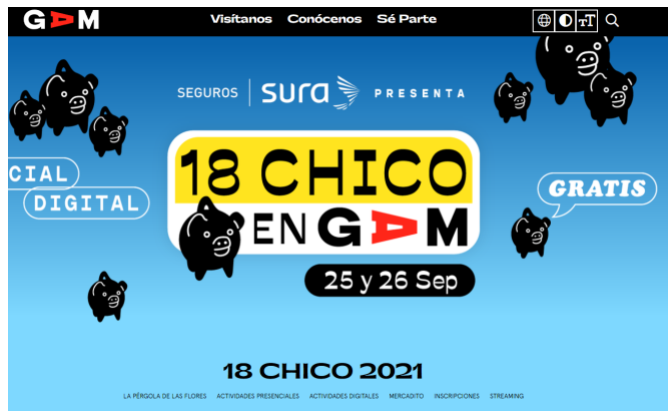 GAM Visítanos Conócenos Sé Parte TT
SEGUROS sura PRESENTA
18 CHICO
EN GAM
25 y 26 Sep
CIAL
DIGITAL
GRATIS
18 CHICO 2021
LA PÉRGOLA DE LAS FLORES ACTIVIDADES PRESENCIALES ACTIVIDADES DIGITALES MERCADITO INSCRIPCIONES STREAMING